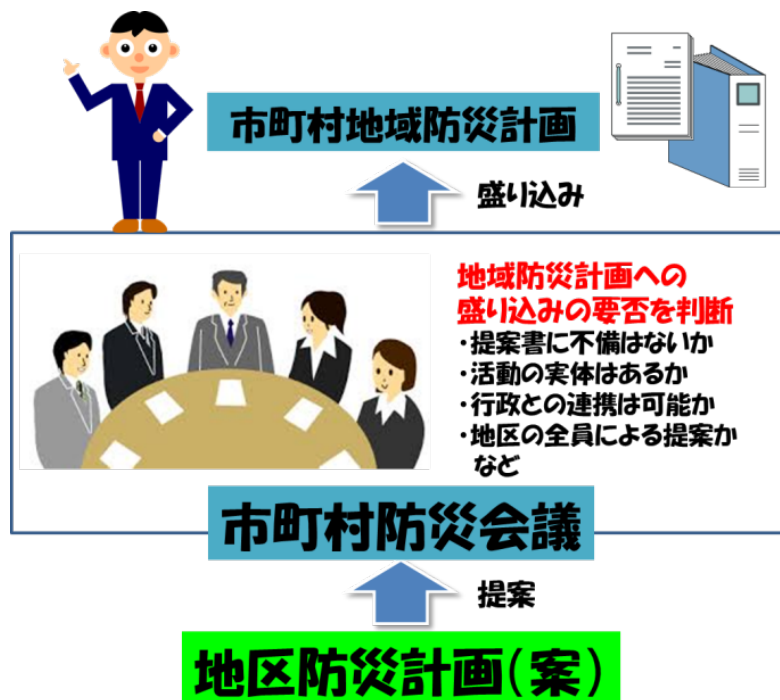 市町村地域防災計画
盛り込み
地域防災計画への
盛り込みの要否を判断
・提案書に不備はないか
・活動の実体はあるか
・行政との連携は可能か
・地区の全員による提案か
など
市町村防災会議
提案
地区防災計画(案)